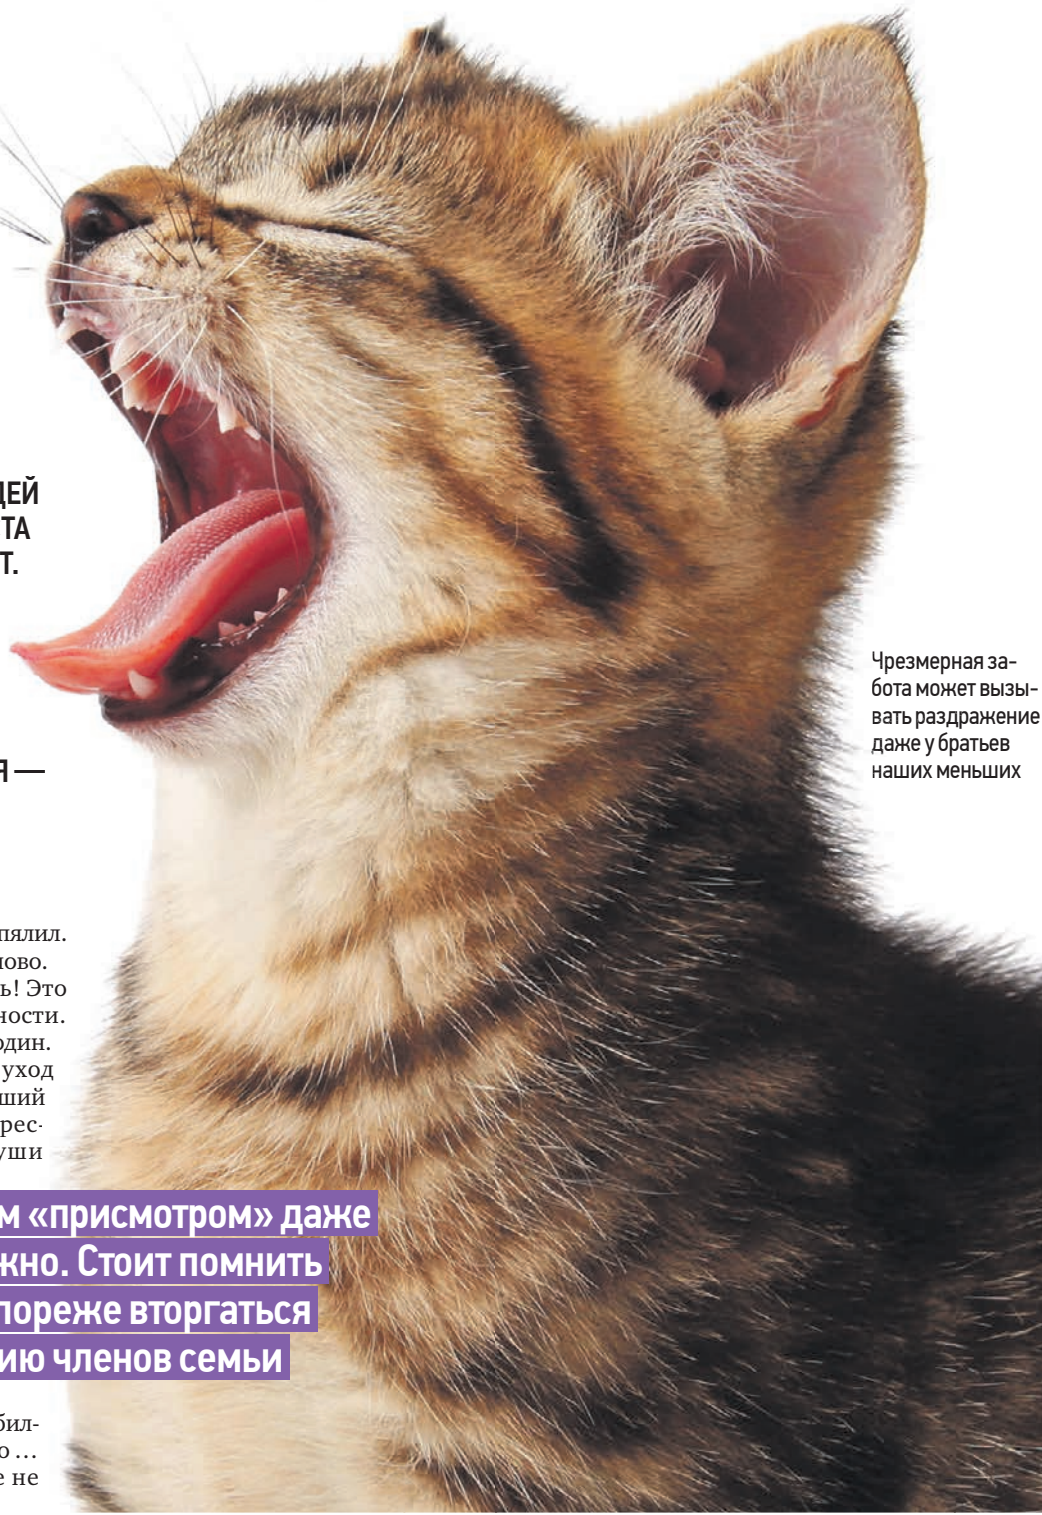 ДЕЙ
ТА
Т.
Я —
пялил.
лово.
ь! Это
ности.
один.
уход
ший
рес-
уши
м «присмотром» даже
жно. Стоит помнить
пореже вторгаться
ию членов семьи
бил-
о …
е не
Чрезмерная за-
бота может вызы-
вать раздражение
даже у братьев
наших меньших